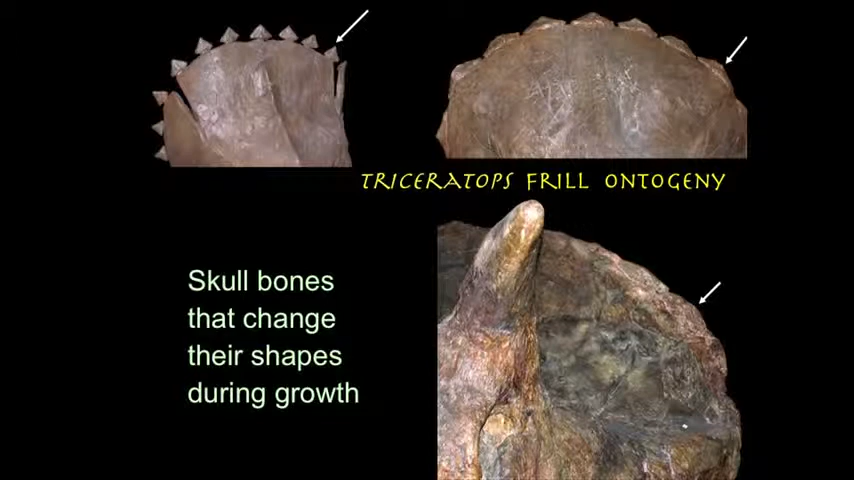 TRICERATOPS FRILL ONTOGENY
Skull bones
that change
their shapes
during growth